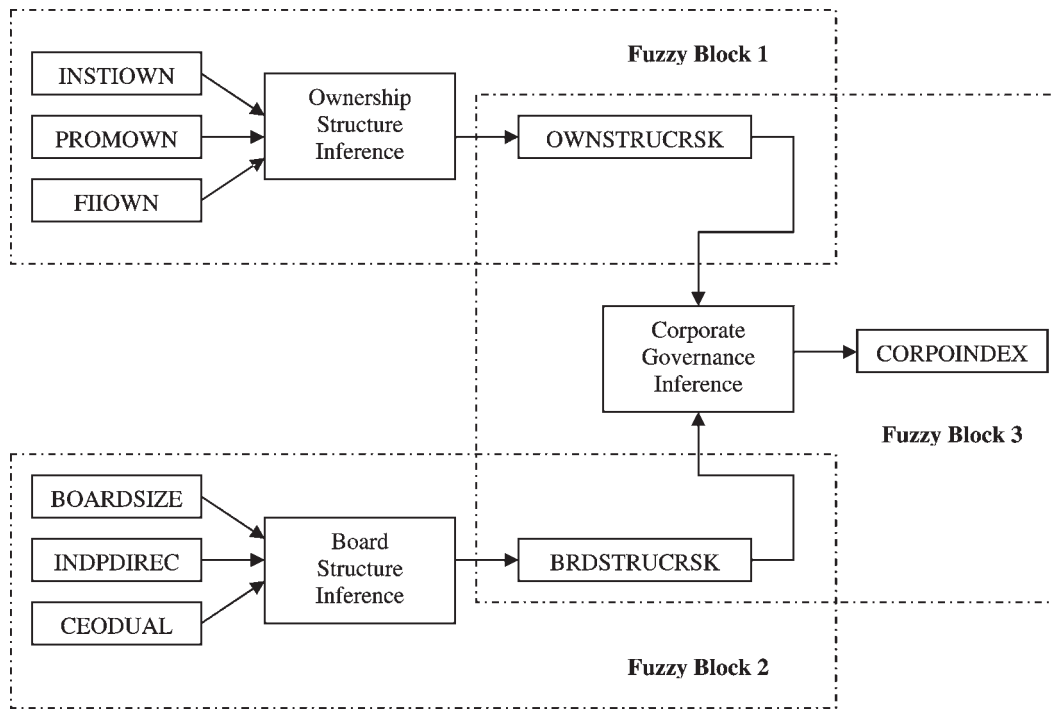 Fuzzy Block 1
INSTIOWN
PROMOWN
FIIOWN
Ownership
Structure
Inference
OWNSTRUCRSK
Corporate
Governance
Inference
CORPOINDEX
Fuzzy Block 3
BOARDSIZE
INDPDIREC
CEODUAL
Board
Structure
Inference
BRDSTRUCRSK
Fuzzy Block 2